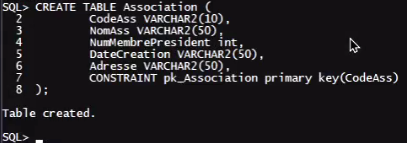 SQL> CREATE TABLE Association (
2 CodeAss VARCHAR2(10),
3 NomAss VARCHAR2(50),
4 NumMembrePresident int,
5 DateCreation VARCHAR2(50),
6 Adresse VARCHAR2(50),
7 CONSTRAINT pk_Association primary key(CodeAss)
8 );
Table created.
SQL> _